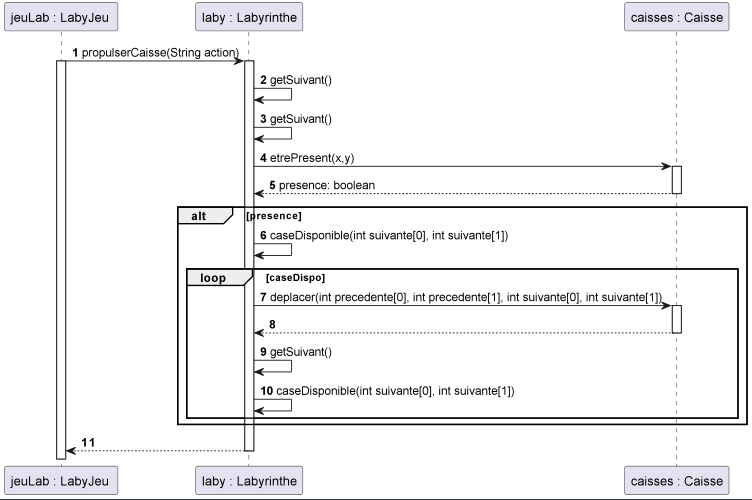 jeuLab : LabyJeu
laby : Labyrinthe
caisses : Caisse
1 propulserCaisse(String action)
2 getSuivant()
3 getSuivant()
4 etrePresent(x,y)
5 presence: boolean
alt [presence]
6 caseDisponible(int suivante[0], int suivante[1])
loop [caseDispo]
7 deplacer(int precedente[0], int precedente[1], int suivante[0], int suivante[1])
8
9 getSuivant()
10 caseDisponible(int suivante[0], int suivante[1])
11
jeuLab : LabyJeu
laby : Labyrinthe
caisses : Caisse